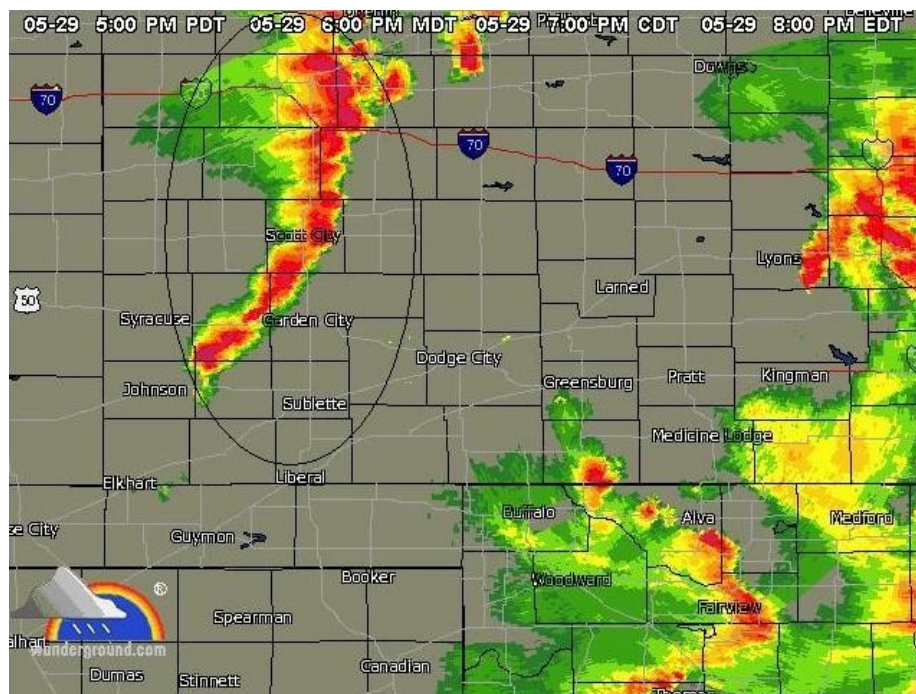 05-29 5:00 PM PDT 05-29 6:00 PM MDT 05-29 7:00 PM CDT 05-29 8:00 PM EDT
Downs
70
70
70
70
Scott City
Lyons
Larned
50
Syracuse
Garden City
Dodge City
Johnson
Greensburg
Pratt
Kingman
Sublette
Medicine Lodge
Elkhart
Liberal
Buffalo
Alva
Medford
City
Guymon
Booker
Woodward
Fairview
®
Spearman
wunderground.com
Canadian
Dumas
Stinnett